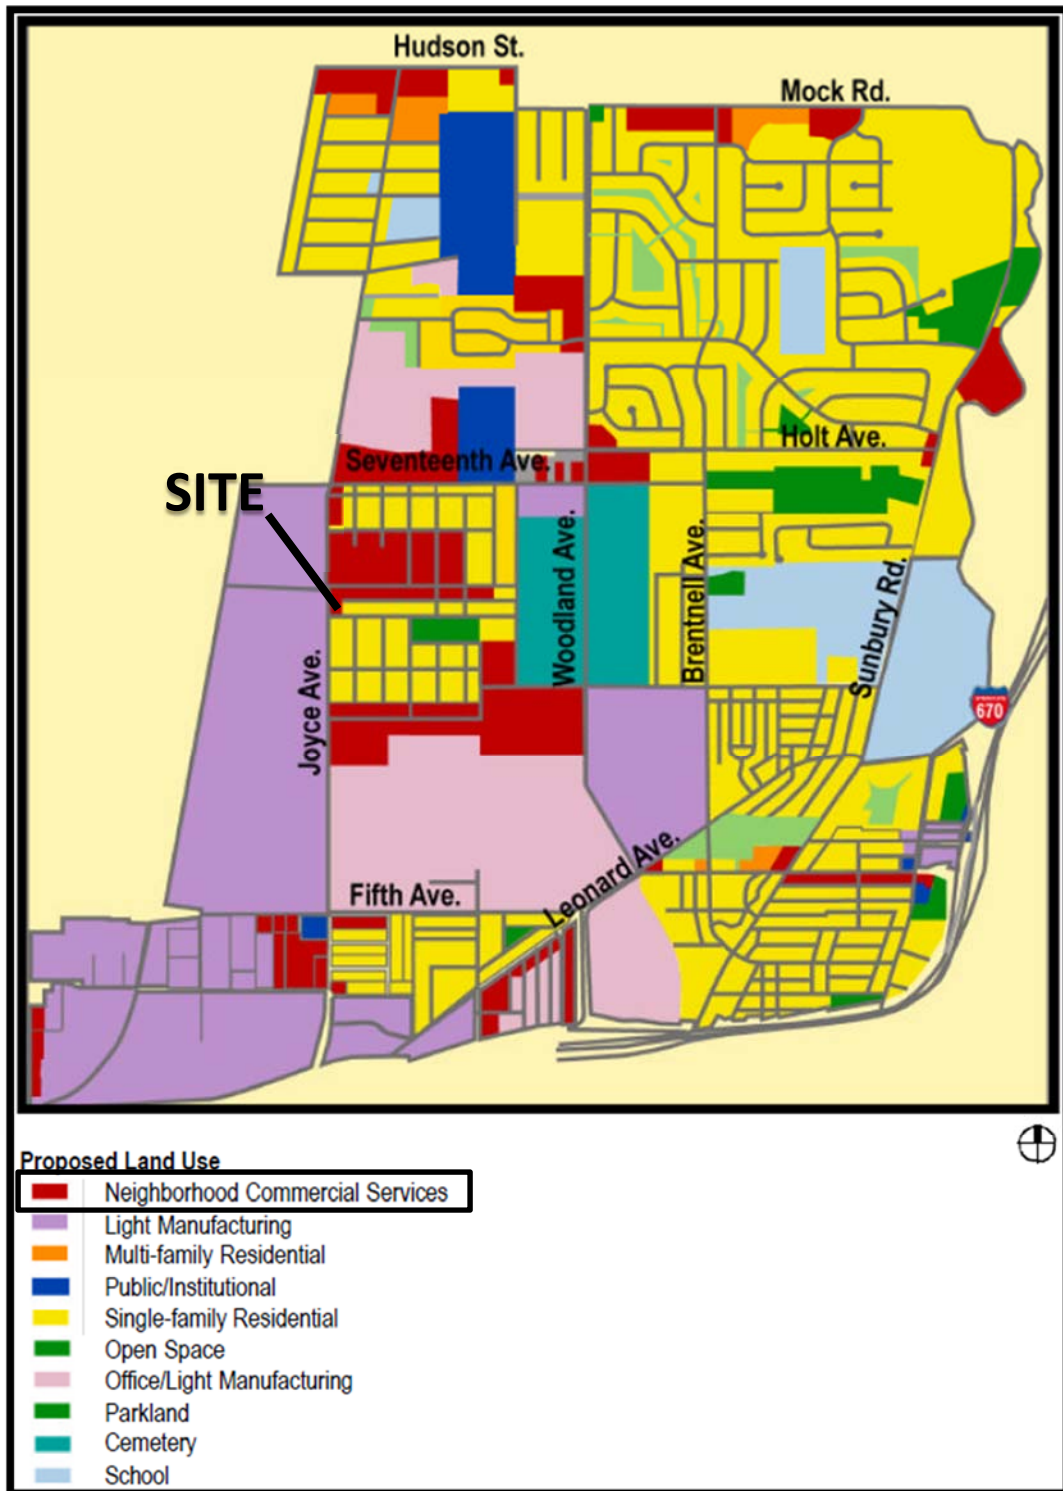 Hudson St.
Mock Rd.
Holt Ave.
Seventeenth Ave.
SITE
Woodland Ave.
Brentnell Ave.
Sunbury Rd.
Joyce Ave.
670
Leonard Ave.
Fifth Ave.
Proposed Land Use
Neighborhood Commercial Services
Light Manufacturing
Multi-family Residential
Public/Institutional
Single-family Residential
Open Space
Office/Light Manufacturing
Parkland
Cemetery
School